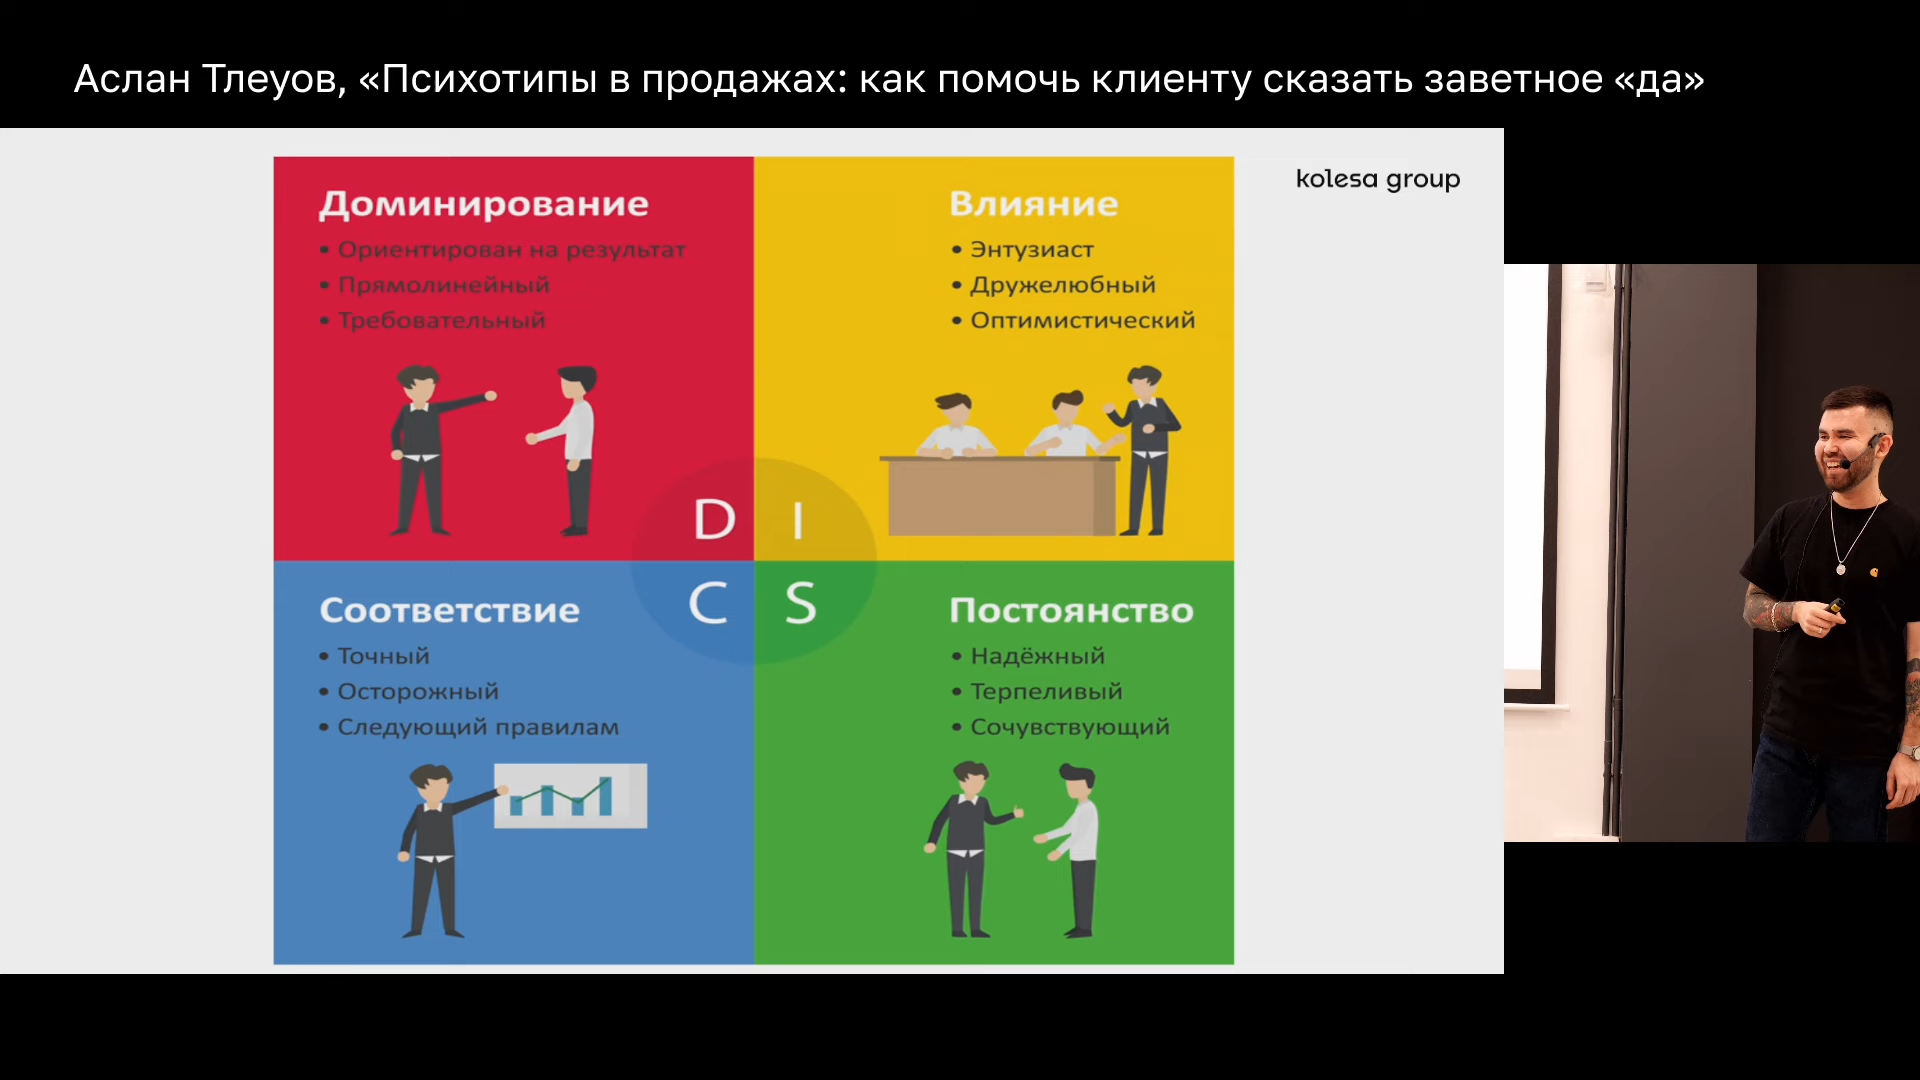 Аслан Тлеуов, «Психотипы в продажах: как помочь клиенту сказать заветное «да»
kolesa group
Доминирование
• Ориентирован на результат
• Прямолинейный
• Требовательный
Влияние
• Энтузиаст
• Дружелюбный
• Оптимистический
D I
C S
Соответствие
• Точный
• Осторожный
• Следующий правилам
Постоянство
• Надёжный
• Терпеливый
• Сочувствующий